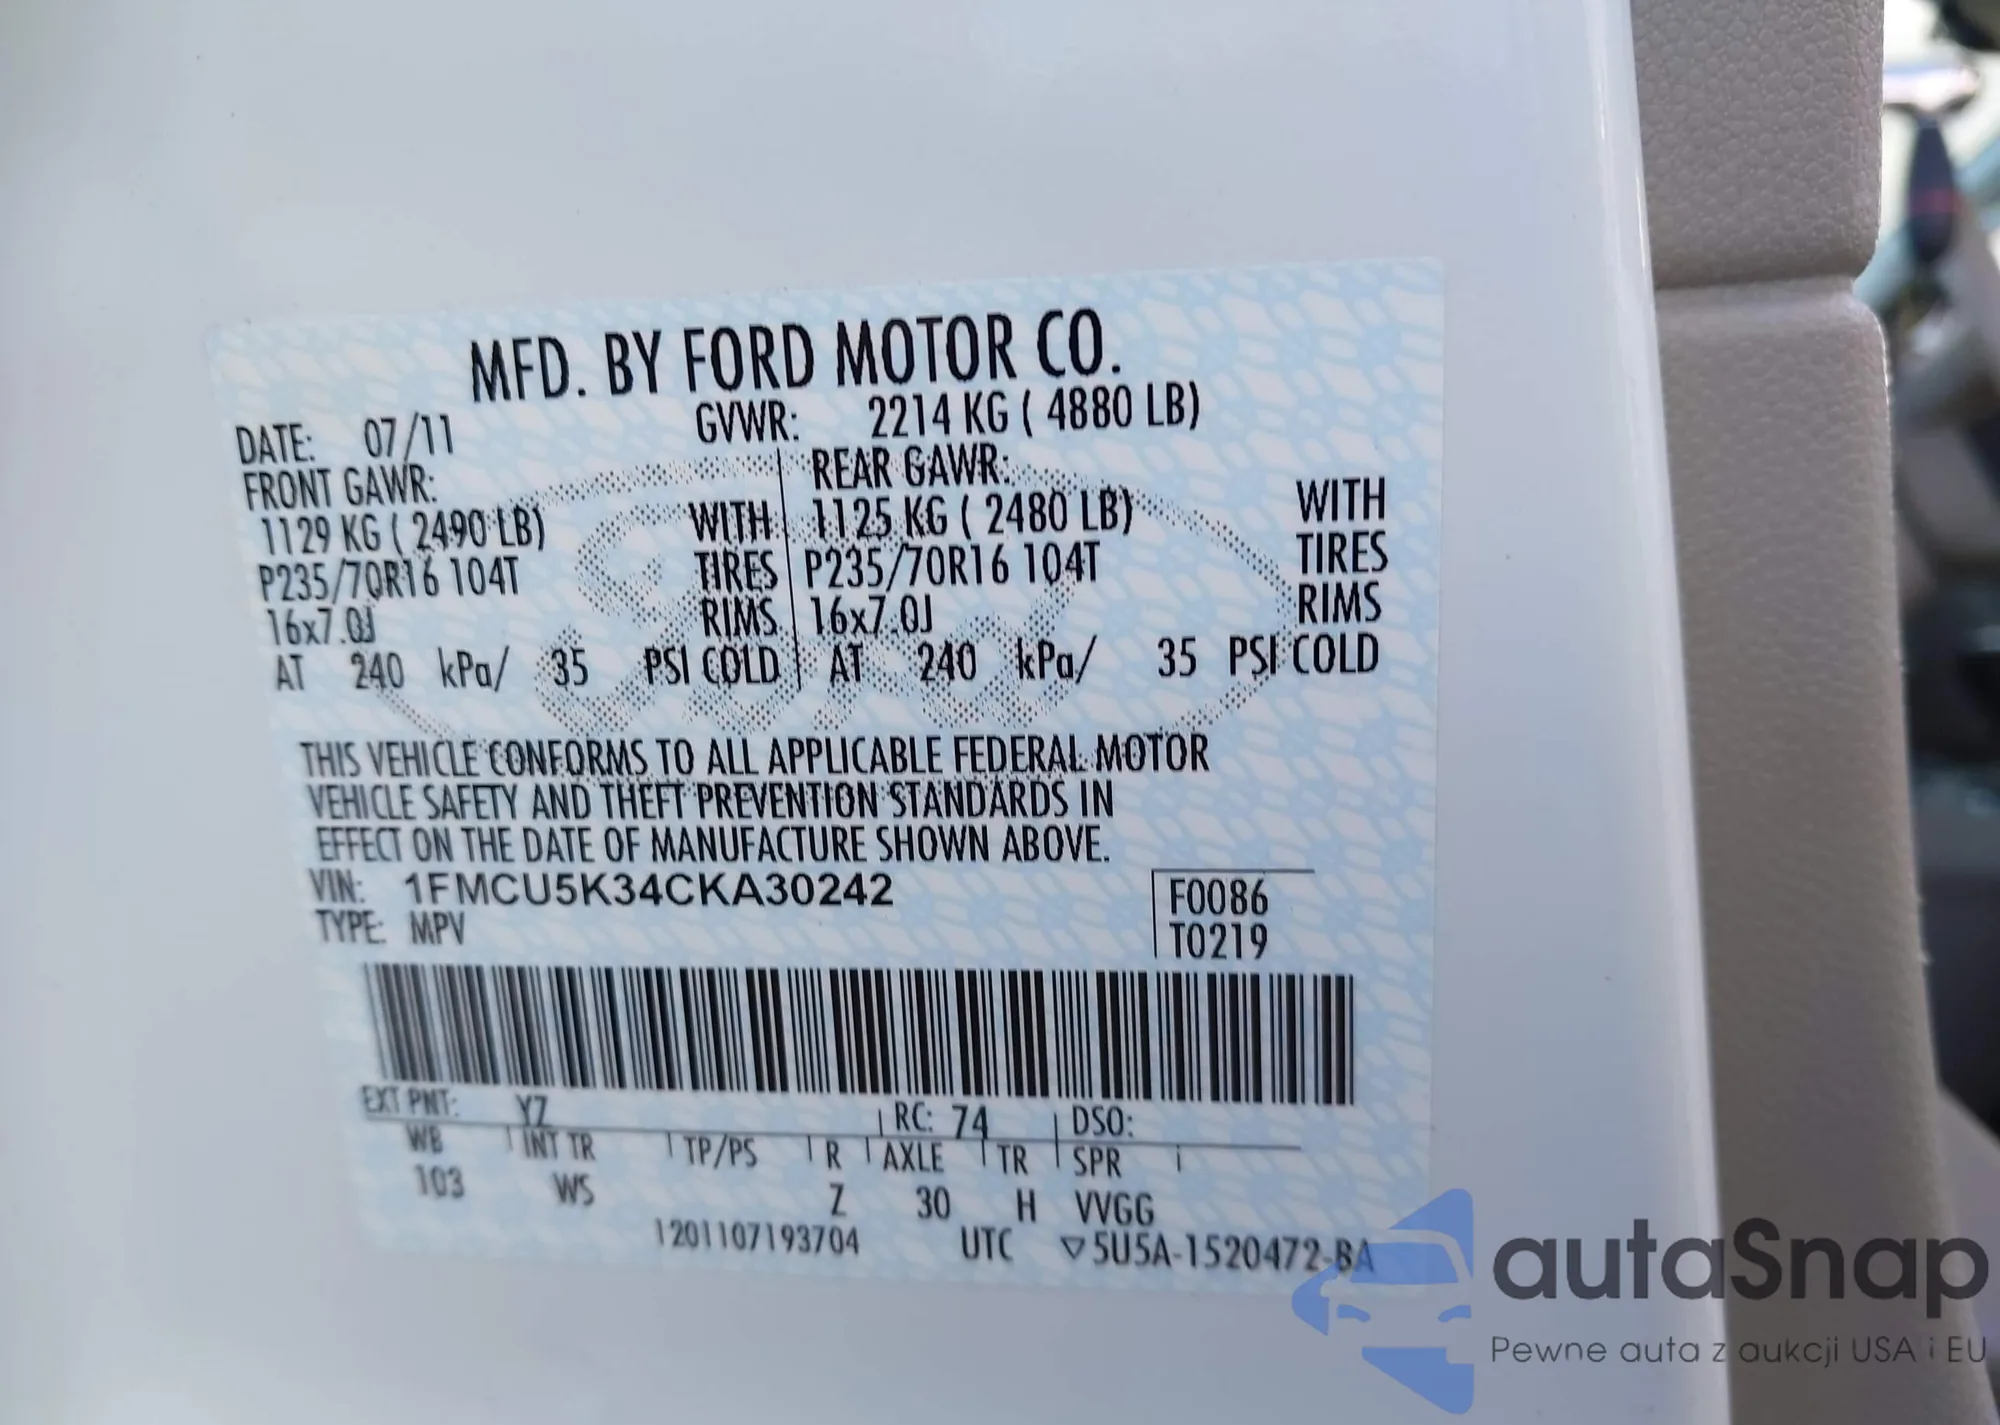 MFD. BY FORD MOTOR CO.
DATE: 07/11 GVWR: 2214 KG ( 4880 LB)
FRONT GAWR: REAR GAWR:
1129 KG ( 2490 LB) WITH 1125 KG ( 2480 LB) WITH
P235/70R16 104T TIRES P235/70R16 104T TIRES
16x7.0J RIMS 16x7.0J RIMS
AT 240 kPa/ 35 PSI COLD AT 240 kPa/ 35 PSI COLD
THIS VEHICLE CONFORMS TO ALL APPLICABLE FEDERAL MOTOR
VEHICLE SAFETY AND THEFT PREVENTION STANDARDS IN
EFFECT ON THE DATE OF MANUFACTURE SHOWN ABOVE.
VIN: 1FMCU5K34CKA30242 F0086
TYPE: MPV T0219
EXT PNT: YZ RC: 74 DSO:
WB INT TR TP/PS R AXLE TR SPR
103 WS Z 30 H VVGG
1201107193704 UTC ▽5U5A-1520472-BA
autaSnap
Pewne auta z aukcji USA i EU